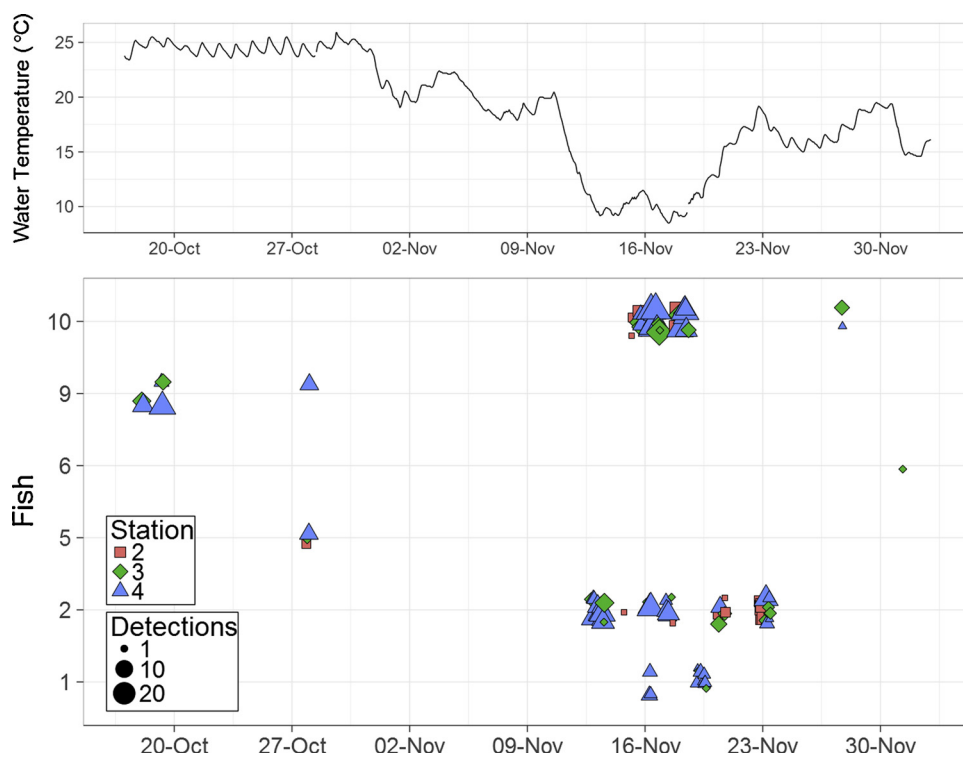 Water Temperature (°C)
25
20
15
10
20-Oct 27-Oct 02-Nov 09-Nov 16-Nov 23-Nov 30-Nov
Fish
10
9
6
5
2
1
Station
2
3
4
Detections
1
10
20
20-Oct 27-Oct 02-Nov 09-Nov 16-Nov 23-Nov 30-Nov